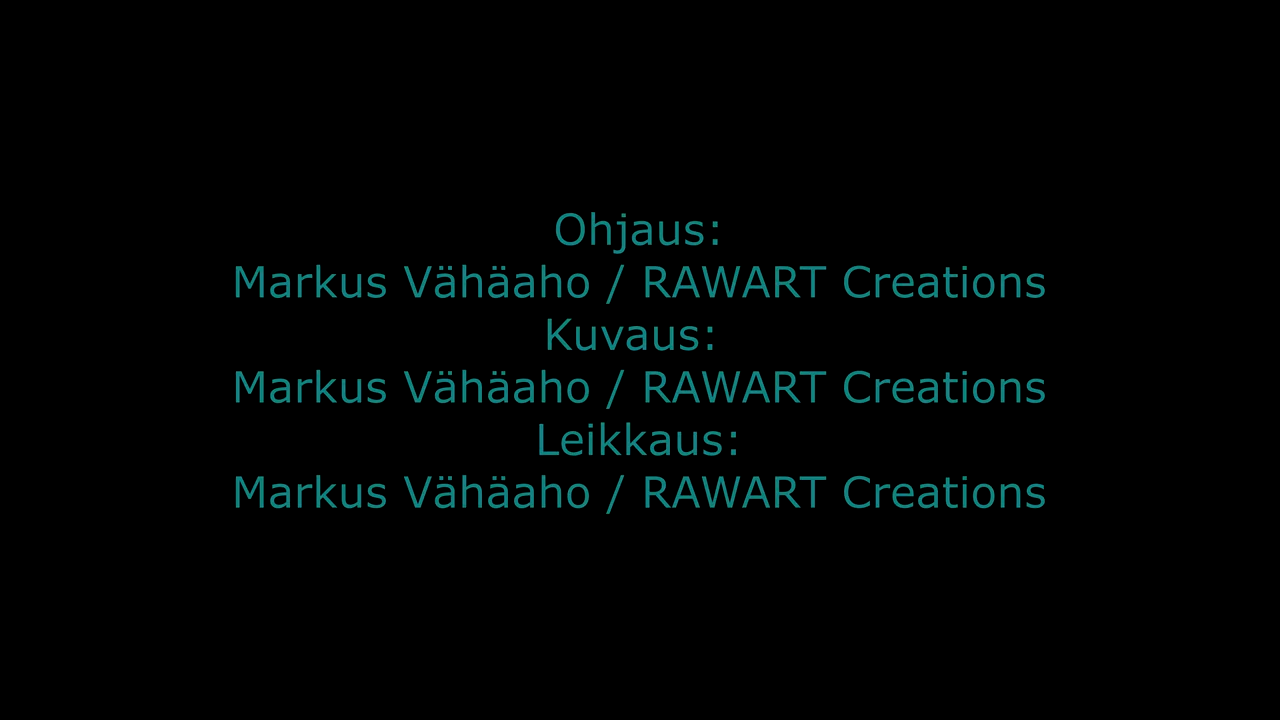 Ohjaus:
Markus Vähäaho / RAWART Creations
Kuvaus:
Markus Vähäaho / RAWART Creations
Leikkaus:
Markus Vähäaho / RAWART Creations